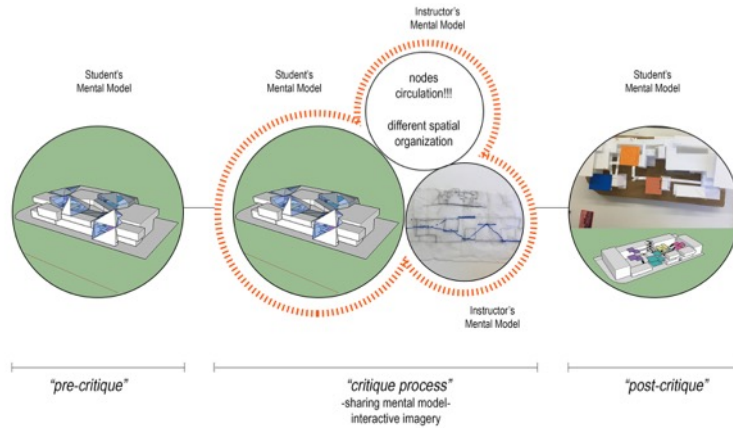 Instructor's
Mental Model
Student's
Mental Model
Student's
Mental Model
Student's
Mental Model
nodes
circulation!!!
different spatial
organization
Instructor's
Mental Model
"pre-critique"
"critique process"
-sharing mental model-
interactive imagery
"post-critique"